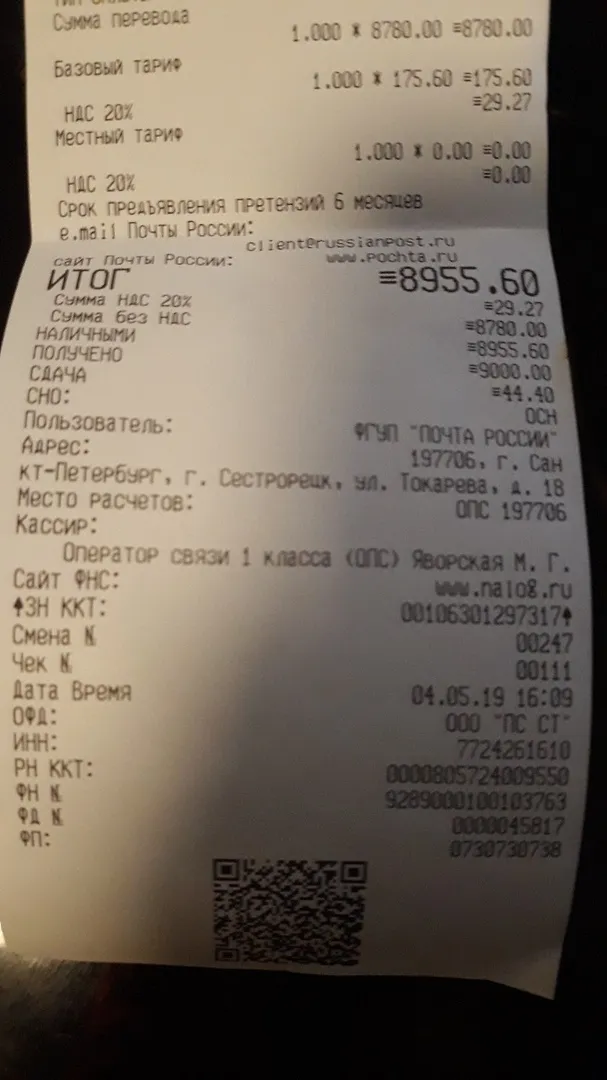 Сумма перевода
1.000 * 8780.00 ≡8780.00
Базовый тариф
1.000 * 175.60 ≡175.60
НДС 20% ≡29.27
Местный тариф
1.000 * 0.00 ≡0.00
НДС 20% ≡0.00
Срок предъявления претензий 6 месяцев
e.mail Почты России:
client@russianpost.ru
сайт Почты России: www.pochta.ru
ИТОГ ≡8955.60
Сумма НДС 20% ≡29.27
Сумма без НДС ≡8780.00
НАЛИЧНЫМИ ≡8955.60
ПОЛУЧЕНО ≡9000.00
СДАЧА ≡44.40
СНО: ОСН
Пользователь: ФГУП "ПОЧТА РОССИИ"
Адрес: 197706, г. Сан
кт-Петербург, г. Сестрорецк, ул. Токарева, д. 18
Место расчетов: ОПС 197706
Кассир:
Оператор связи 1 класса (ОПС) Яворская М. Г.
Сайт ФНС: www.nalog.ru
↑ЗН ККТ: 00106301297317↑
Смена № 00247
Чек № 00111
Дата Время 04.05.19 16:09
ОФД: ООО "ПС СТ"
ИНН: 7724261610
РН ККТ: 0000805724009550
ФН № 9289000100103763
ФД № 0000045817
ФП: 0730730738